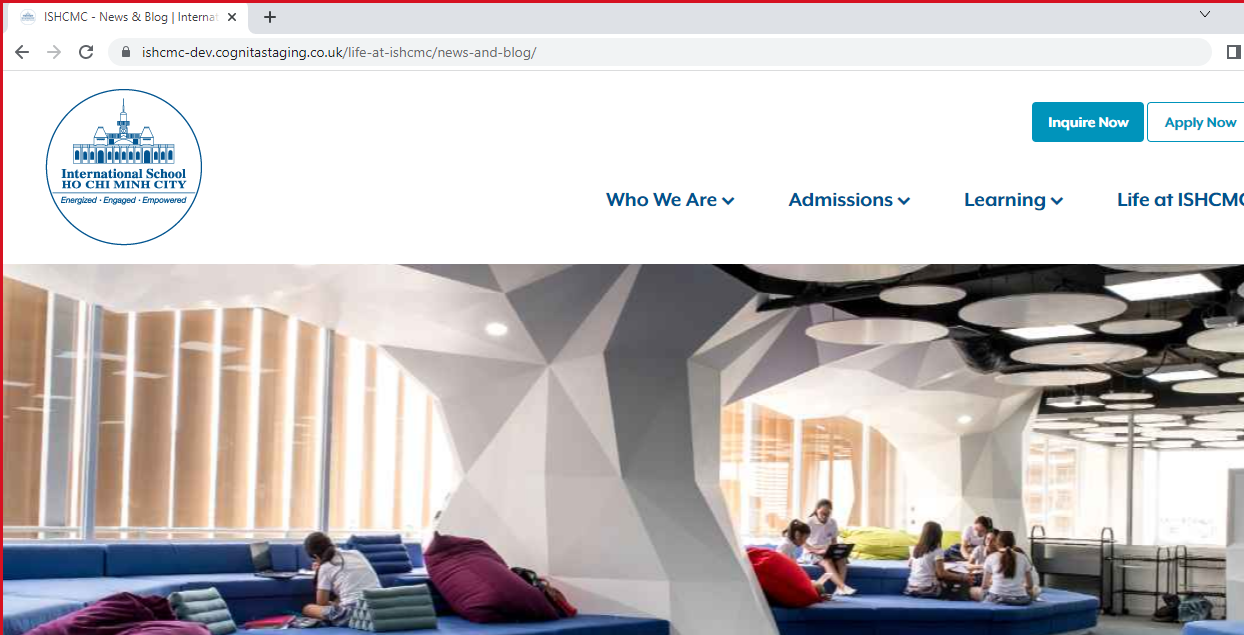 ISHCMC - News & Blog | Internat
ishcmc-dev.cognitastaging.co.uk/life-at-ishcmc/news-and-blog/
Inquire Now
Apply Now
International School
HO CHI MINH CITY
Energized · Engaged · Empowered
Who We Are
Admissions
Learning
Life at ISHCMC